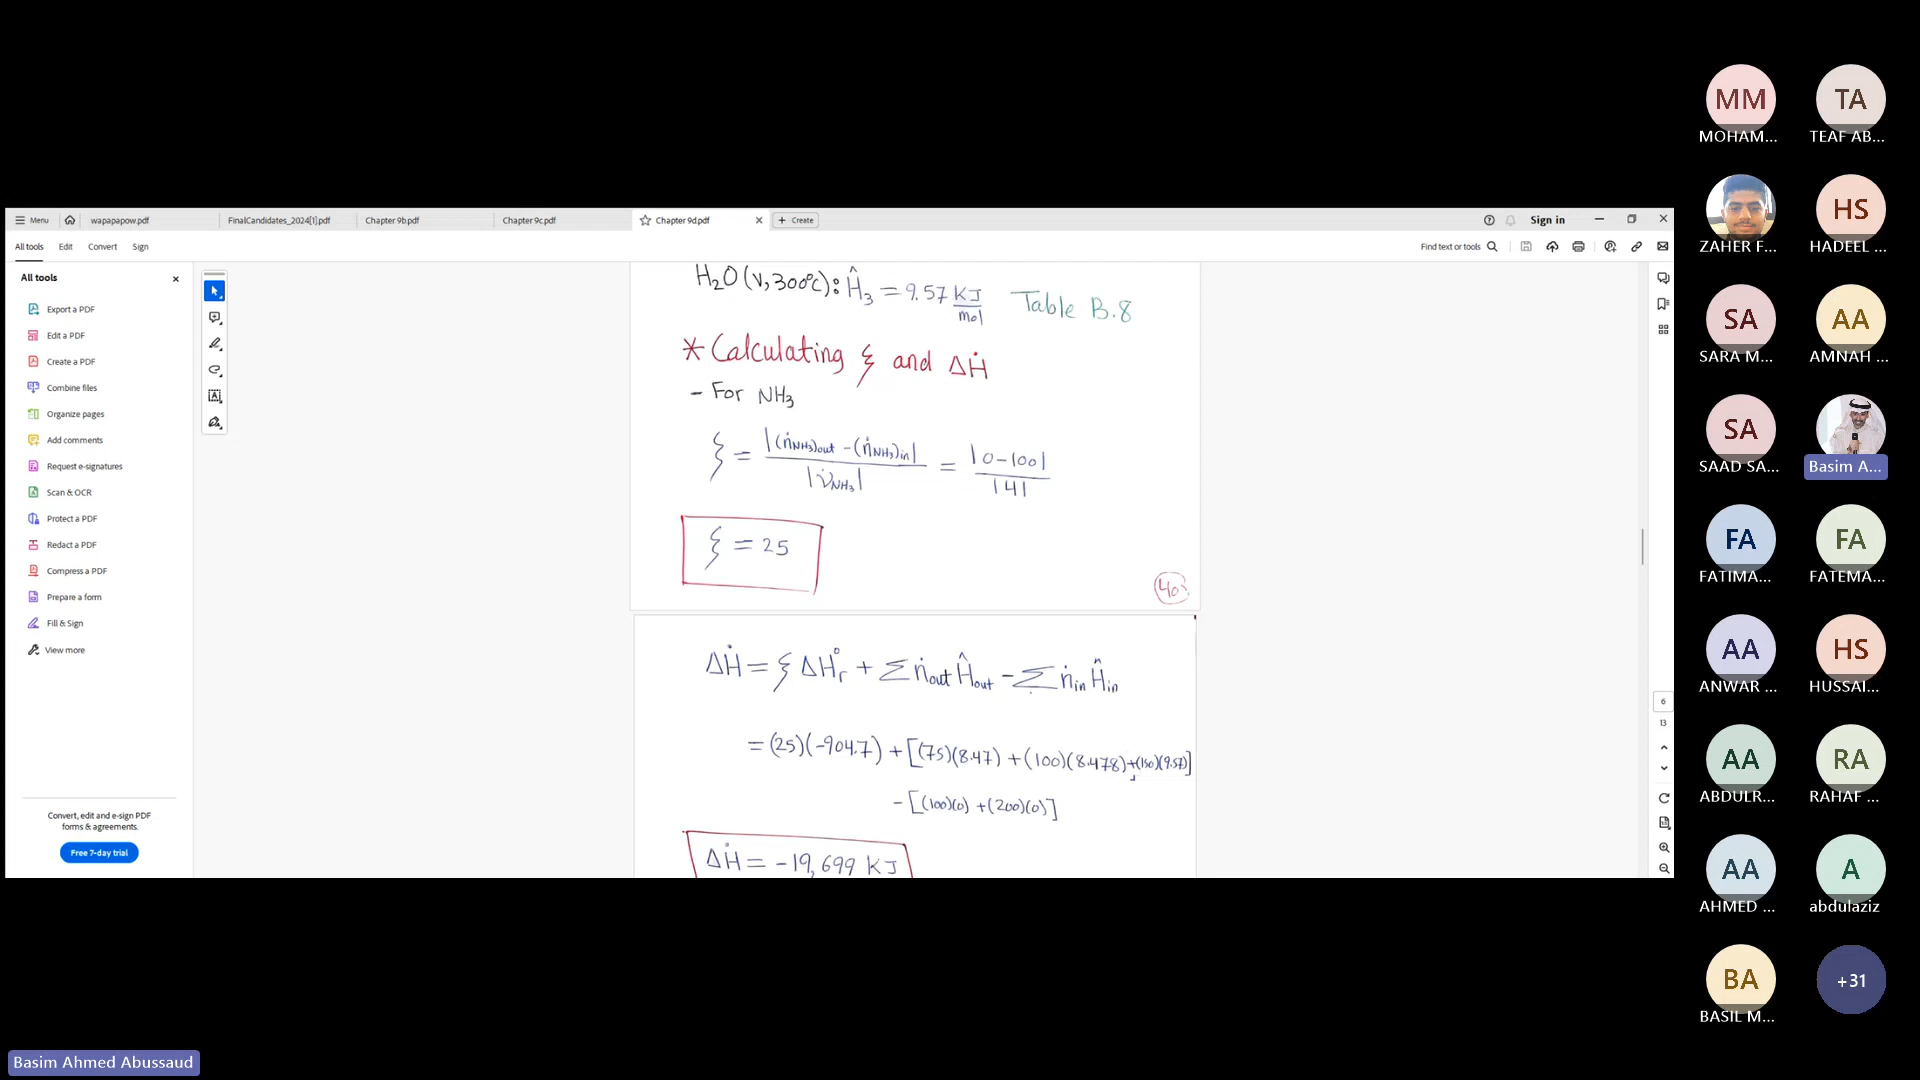 Menu
wapapapow.pdf
FinalCandidates_2024[1].pdf
Chapter 9b.pdf
Chapter 9c.pdf
Chapter 9d.pdf
Create
Sign in
All tools
Edit
Convert
Sign
Find text or tools
All tools
Export a PDF
Edit a PDF
Create a PDF
Combine files
Organize pages
Add comments
Request e-signatures
Scan & OCR
Protect a PDF
Redact a PDF
Compress a PDF
Prepare a form
Fill & Sign
View more
Convert, edit and e-sign PDF
forms & agreements.
Free 7-day trial
H₂O(v, 300°C): Ĥ₃ = 9.57 KJ/mol Table B.8
* Calculating ξ and ΔḢ
- For NH₃
ξ = |(ṅNH₃)out - (ṅNH₃)in| / |ν̇NH₃| = |0-100| / |4|
ξ = 25
40
ΔḢ = ξ ΔH°r + Σ ṅout Ĥout - Σ ṅin Ĥin
= (25)(-904.7) + [(75)(8.47) + (100)(8.478) + (150)(9.57)]
- [(100)(0) + (200)(0)]
ΔḢ = -19,699 KJ
6
13
MM
MOHAM...
TA
TEAF AB...
ZAHER F...
HS
HADEEL ...
SA
SARA M...
AA
AMNAH ...
SA
SAAD SA...
Basim A...
FA
FATIMA...
FA
FATEMA...
AA
ANWAR ...
HS
HUSSAI...
AA
ABDULR...
RA
RAHAF ...
AA
AHMED ...
A
abdulaziz
BA
BASIL M...
+31
Basim Ahmed Abussaud